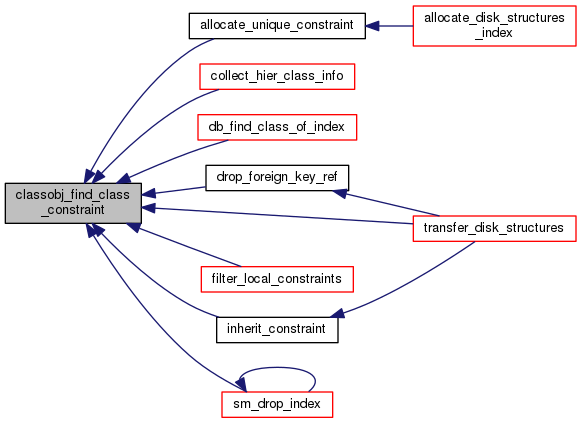 allocate_unique_constraint
allocate_disk_structures
_index
collect_hier_class_info
db_find_class_of_index
drop_foreign_key_ref
classobj_find_class
_constraint
transfer_disk_structures
filter_local_constraints
inherit_constraint
sm_drop_index